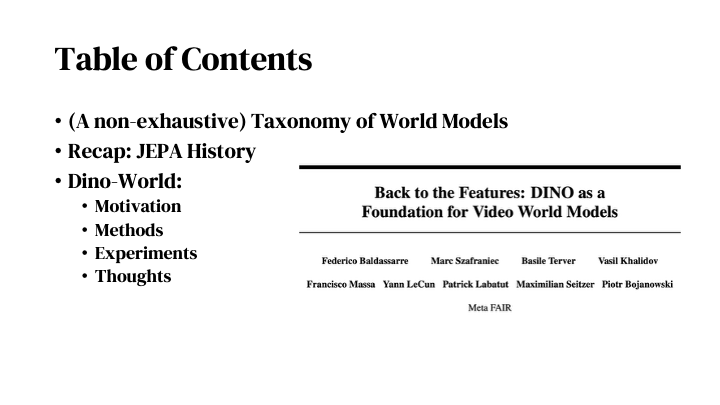 Table of Contents
• (A non-exhaustive) Taxonomy of World Models
• Recap: JEPA History
• Dino-World:
• Motivation
• Methods
• Experiments
• Thoughts
Back to the Features: DINO as a
Foundation for Video World Models
Federico Baldassarre Marc Szafraniec Basile Terver Vasil Khalidov
Francisco Massa Yann LeCun Patrick Labatut Maximilian Seitzer Piotr Bojanowski
Meta FAIR